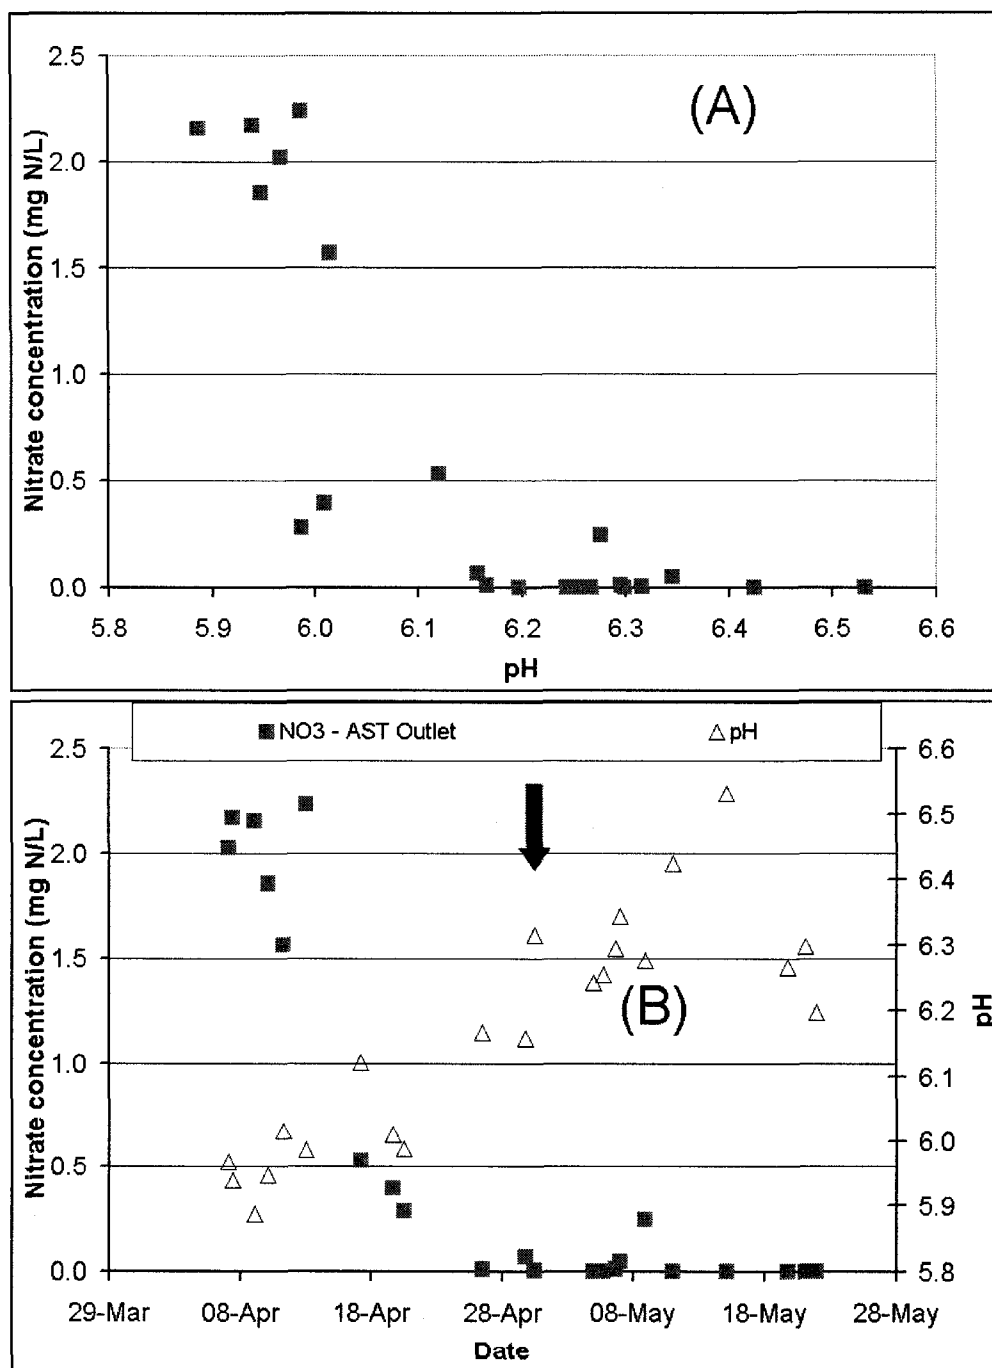 (A)
Nitrate concentration (mg N/L)
2.5
2.0
1.5
1.0
0.5
0.0
5.8 5.9 6.0 6.1 6.2 6.3 6.4 6.5 6.6
pH
NO3 - AST Outlet pH
(B)
Nitrate concentration (mg N/L)
2.5
2.0
1.5
1.0
0.5
0.0
6.6
6.5
6.4
6.3
6.2
6.1
6.0
5.9
5.8
pH
29-Mar 08-Apr 18-Apr 28-Apr 08-May 18-May 28-May
Date